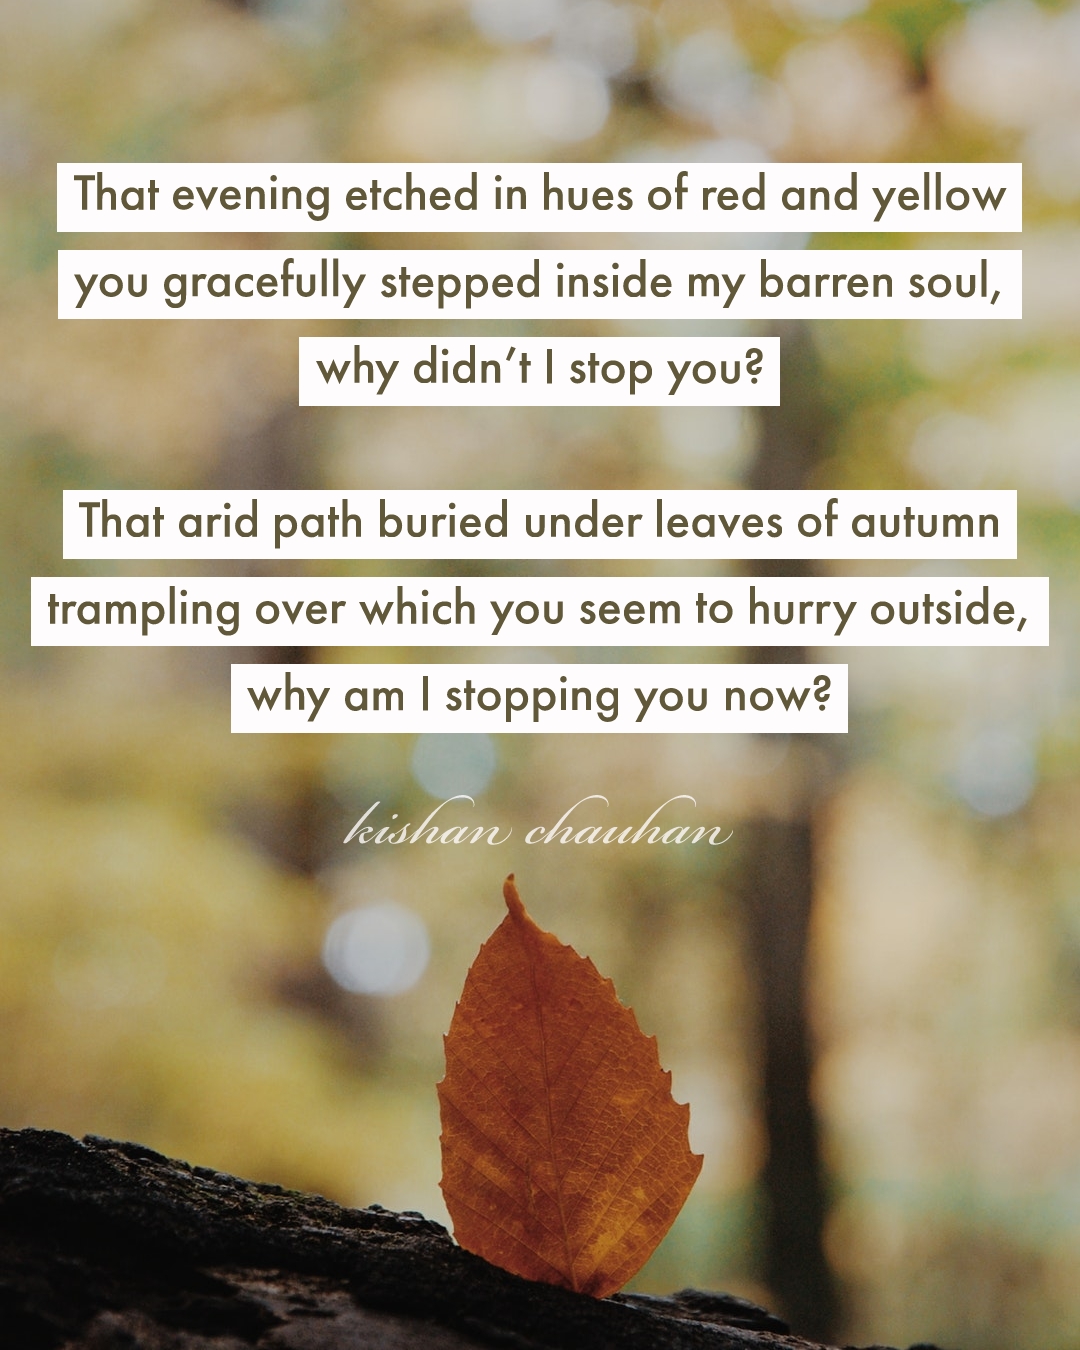 That evening etched in hues of red and yellow
you gracefully stepped inside my barren soul,
why didn’t I stop you?
That arid path buried under leaves of autumn
trampling over which you seem to hurry outside,
why am I stopping you now?
kishan chauhan